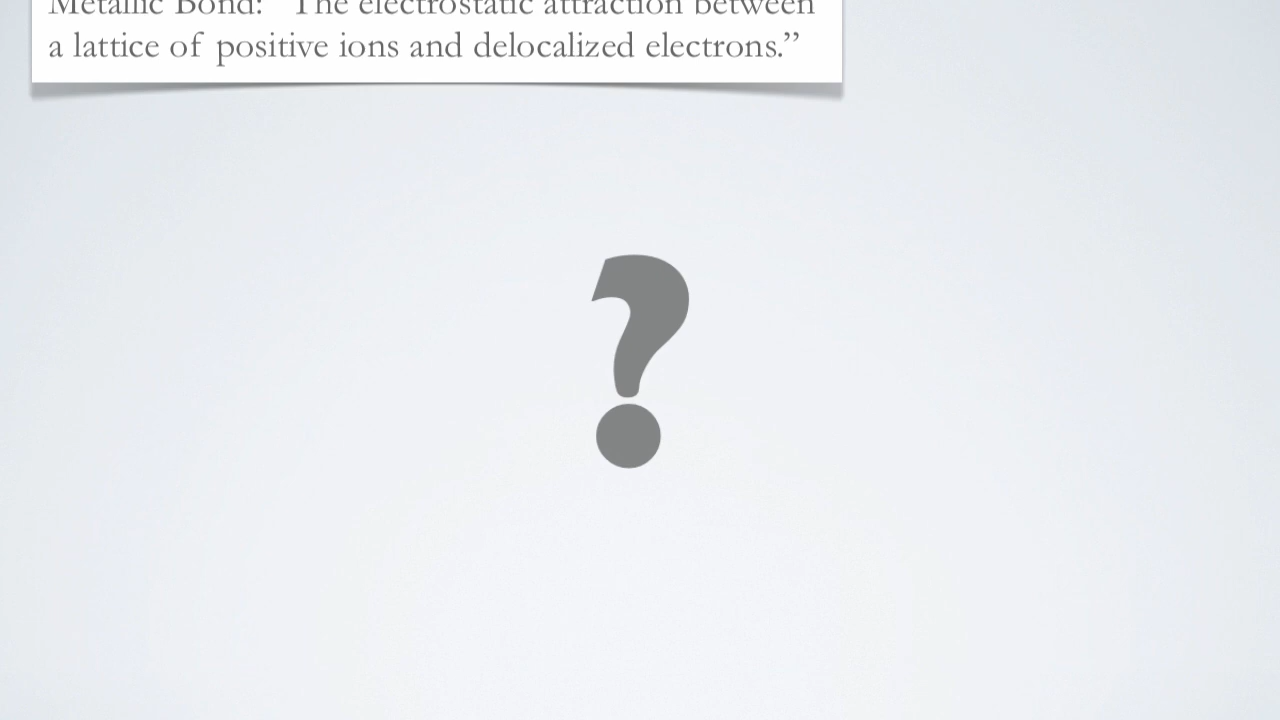 Metallic Bond: “The electrostatic attraction between
a lattice of positive ions and delocalized electrons.”
?